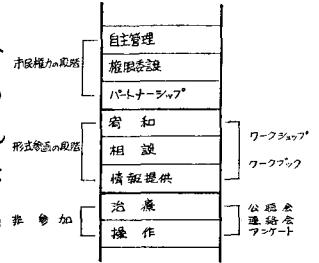 市民権力の段階
自主管理
権限委譲
パートナーシップ
形式参画の段階
宥和
相談
情報提供
ワークショップ
ワークブック
非参加
治療
操作
公聴会
連絡会
アンケート